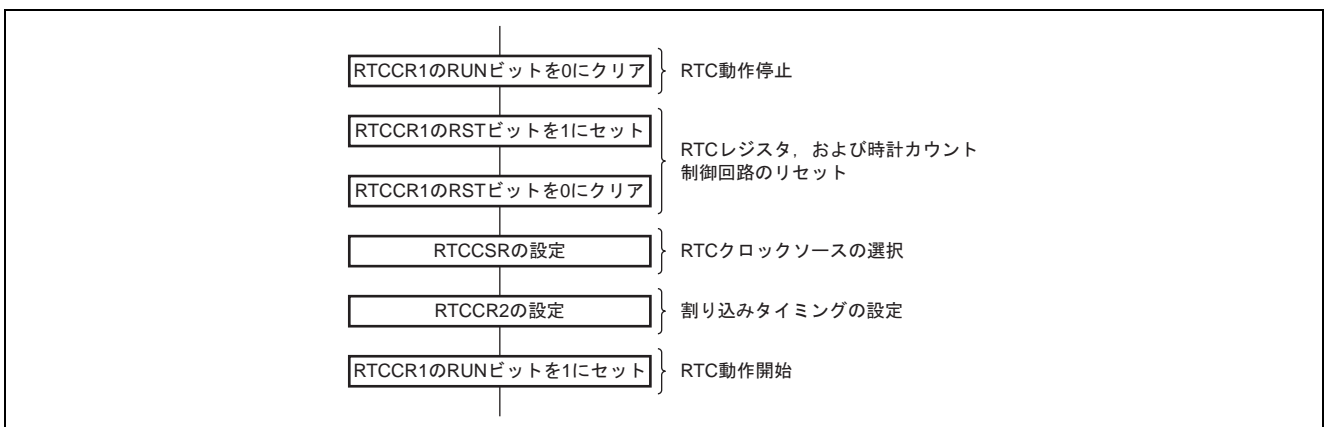 RTCCR1のRUNビットを0にクリア
RTC動作停止
RTCCR1のRSTビットを1にセット
RTCレジスタ，および時計カウント
制御回路のリセット
RTCCR1のRSTビットを0にクリア
RTCCSRの設定
RTCクロックソースの選択
RTCCR2の設定
割り込みタイミングの設定
RTCCR1のRUNビットを1にセット
RTC動作開始